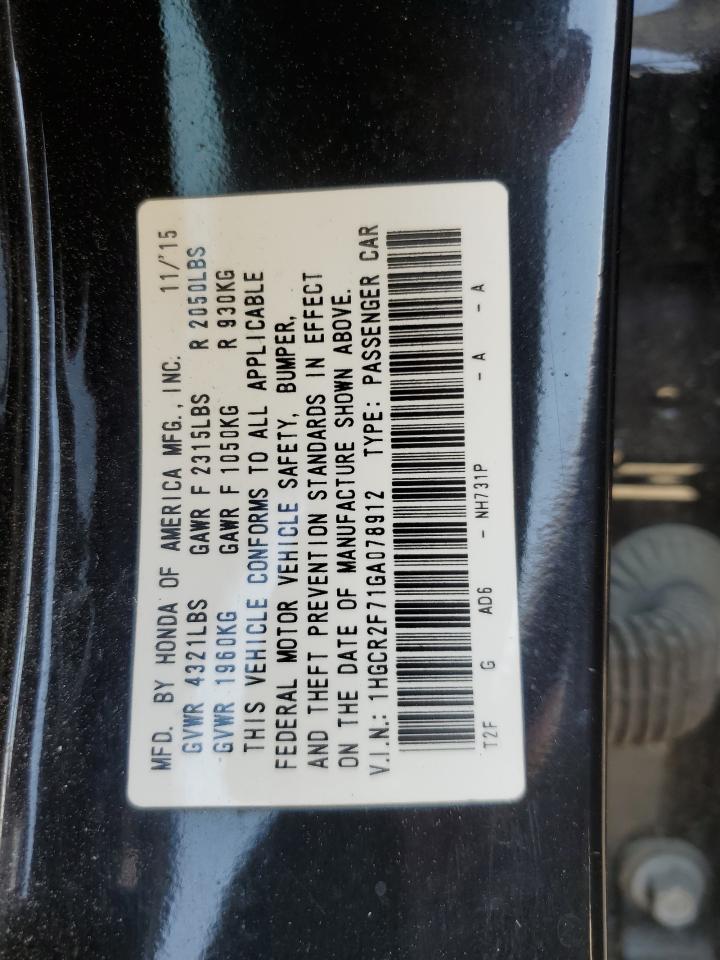 MFD. BY HONDA OF AMERICA MFG., INC. 11/'15
GVWR 4321LBS GAWR F 2315LBS R 2050LBS
GVWR 1960KG GAWR F 1050KG R 930KG
THIS VEHICLE CONFORMS TO ALL APPLICABLE
FEDERAL MOTOR VEHICLE SAFETY, BUMPER,
AND THEFT PREVENTION STANDARDS IN EFFECT
ON THE DATE OF MANUFACTURE SHOWN ABOVE.
V.I.N.: 1HGCR2F71GA078912 TYPE: PASSENGER CAR
T2F G AD6 - NH731P - A - A